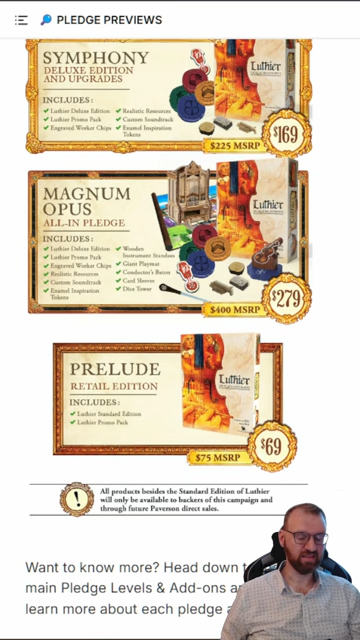 PLEDGE PREVIEWS
SYMPHONY
DELUXE EDITION
AND UPGRADES
INCLUDES:
✔ Luthier Deluxe Edition
✔ Luthier Promo Pack
✔ Engraved Worker Chips
✔ Realistic Resources
✔ Custom Soundtrack
✔ Enamel Inspiration
Tokens
Luthier
$225 MSRP
$169
MAGNUM
OPUS
ALL-IN PLEDGE
INCLUDES:
✔ Luthier Deluxe Edition
✔ Luthier Promo Pack
✔ Engraved Worker Chips
✔ Realistic Resources
✔ Custom Soundtrack
✔ Enamel Inspiration
Tokens
✔ Wooden
Instrument Standees
✔ Giant Playmat
✔ Conductor's Baton
✔ Card Sleeves
✔ Dice Tower
Luthier
$400 MSRP
$279
PRELUDE
RETAIL EDITION
INCLUDES:
✔ Luthier Standard Edition
✔ Luthier Promo Pack
Luthier
$75 MSRP
$69
!
All products besides the Standard Edition of Luthier
will only be available to backers of this campaign and
through future Paverson direct sales.
Want to know more? Head down
main Pledge Levels & Add-ons
learn more about each pledge